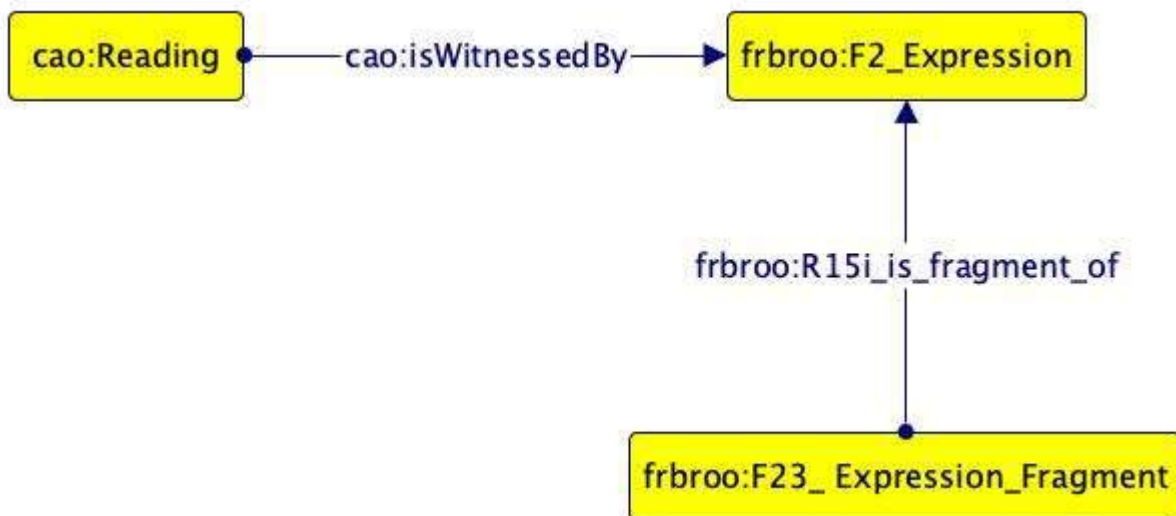 cao:Reading cao:isWitnessedBy frbroo:F2_Expression
frbroo:R15i_is_fragment_of
frbroo:F23_ Expression_Fragment